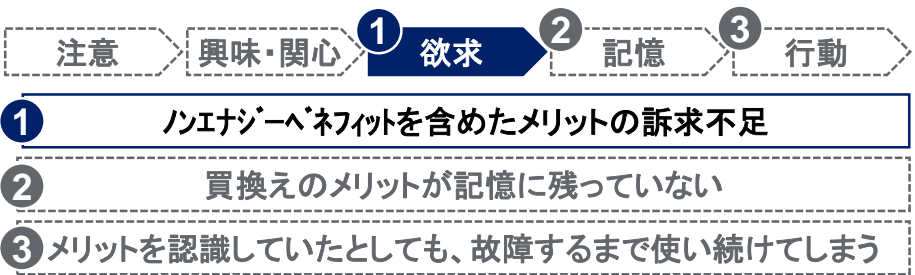 1 2 3
注意 興味・関心 欲求 記憶 行動
1 ﾉﾝｴﾅｼﾞｰﾍﾞﾈﾌｨｯﾄを含めたメリットの訴求不足
2 買換えのメリットが記憶に残っていない
3 メリットを認識していたとしても、故障するまで使い続けてしまう